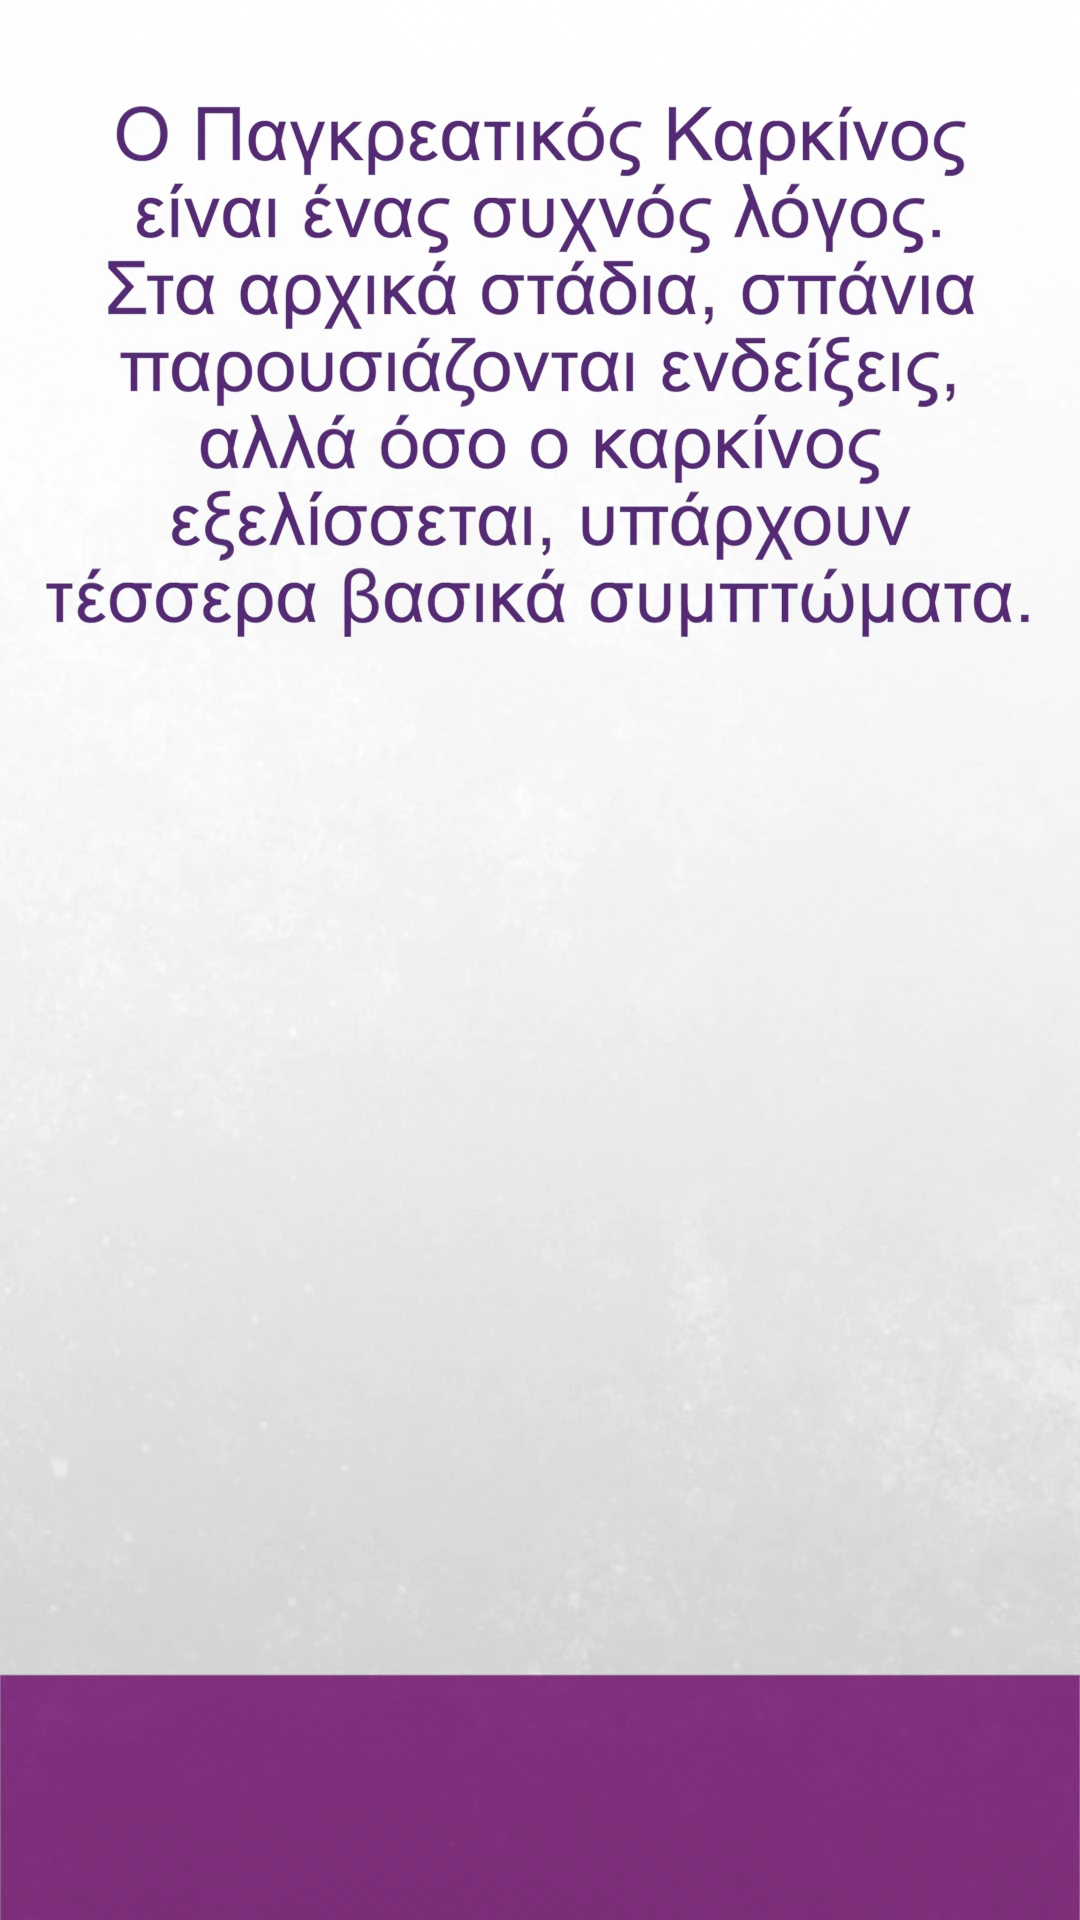 Ο Παγκρεατικός Καρκίνος
είναι ένας συχνός λόγος.
Στα αρχικά στάδια, σπάνια
παρουσιάζονται ενδείξεις,
αλλά όσο ο καρκίνος
εξελίσσεται, υπάρχουν
τέσσερα βασικά συμπτώματα.